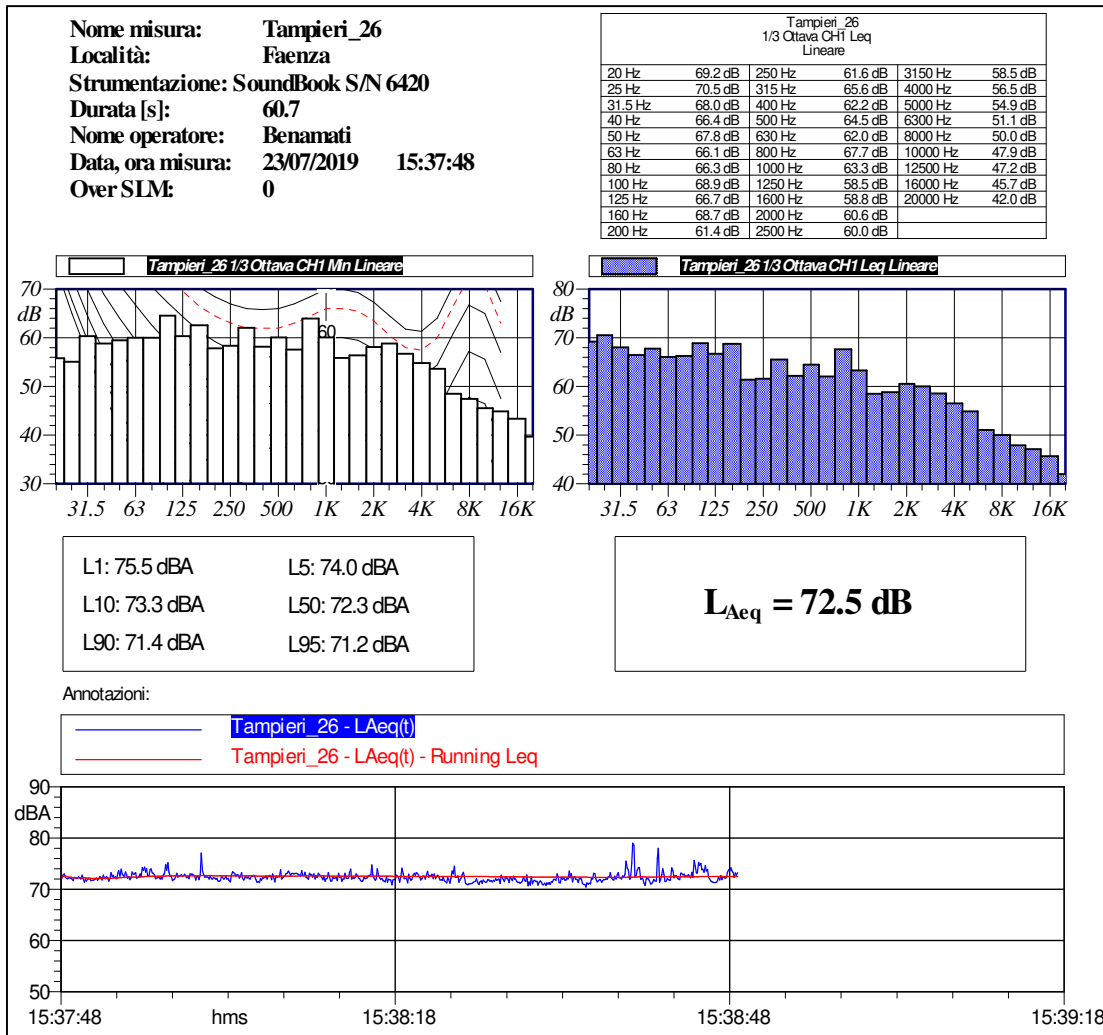 Nome misura: Tampieri_26
Località: Faenza
Strumentazione: SoundBook S/N 6420
Durata [s]: 60.7
Nome operatore: Benamati
Data, ora misura: 23/07/2019 15:37:48
Over SLM: 0
Tampieri_26
1/3 Ottava CH1 Leq
Lineare
20 Hz 69.2 dB 250 Hz 61.6 dB 3150 Hz 58.5 dB
25 Hz 70.5 dB 315 Hz 65.6 dB 4000 Hz 56.5 dB
31.5 Hz 68.0 dB 400 Hz 62.2 dB 5000 Hz 54.9 dB
40 Hz 66.4 dB 500 Hz 64.5 dB 6300 Hz 51.1 dB
50 Hz 67.8 dB 630 Hz 62.0 dB 8000 Hz 50.0 dB
63 Hz 66.1 dB 800 Hz 67.7 dB 10000 Hz 47.9 dB
80 Hz 66.3 dB 1000 Hz 63.3 dB 12500 Hz 47.2 dB
100 Hz 68.9 dB 1250 Hz 58.5 dB 16000 Hz 45.7 dB
125 Hz 66.7 dB 1600 Hz 58.8 dB 20000 Hz 42.0 dB
160 Hz 68.7 dB 2000 Hz 60.6 dB
200 Hz 61.4 dB 2500 Hz 60.0 dB
Tampieri_26 1/3 Ottava CH1 Min Lineare
70
dB
60
50
40
30
60
31.5 63 125 250 500 1K 2K 4K 8K 16K
Tampieri_26 1/3 Ottava CH1 Leq Lineare
80
dB
70
60
50
40
31.5 63 125 250 500 1K 2K 4K 8K 16K
L1: 75.5 dBA L5: 74.0 dBA
L10: 73.3 dBA L50: 72.3 dBA
L90: 71.4 dBA L95: 71.2 dBA
LAeq = 72.5 dB
Annotazioni:
Tampieri_26 - LAeq(t)
Tampieri_26 - LAeq(t) - Running Leq
90
dBA
80
70
60
50
15:37:48 hms 15:38:18 15:38:48 15:39:18